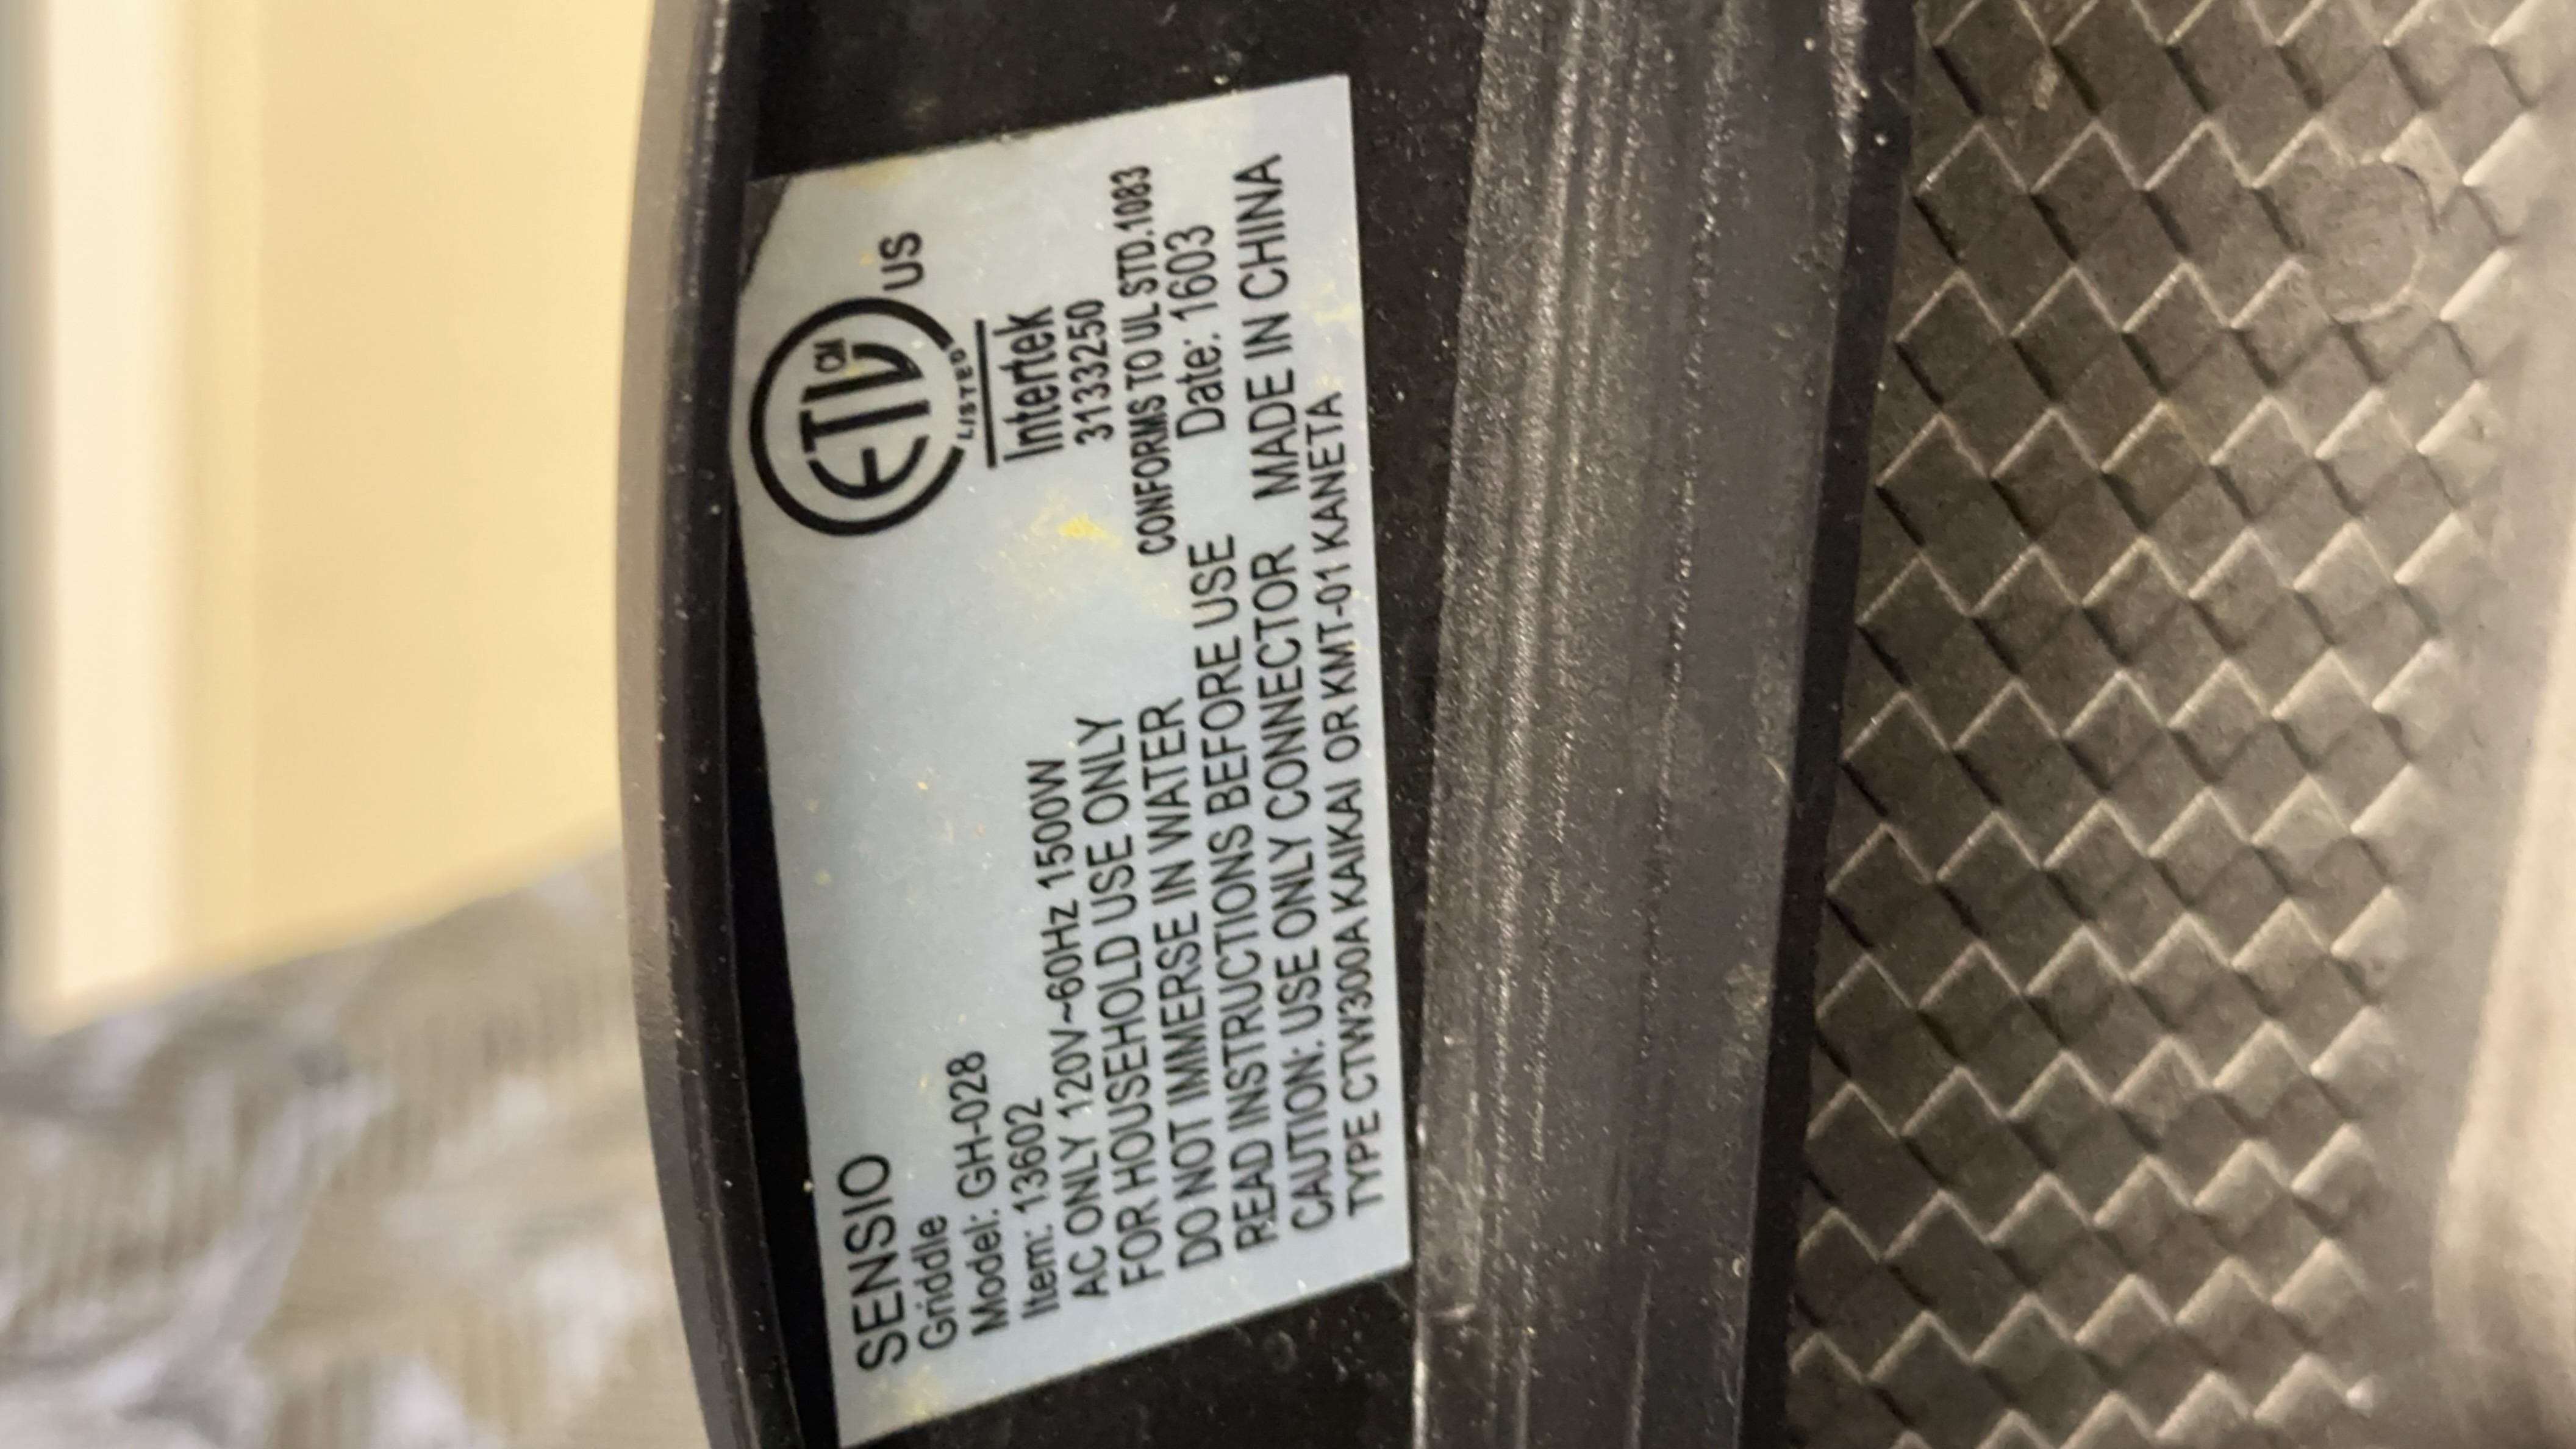 SENSIO
Griddle
Model: GH-028
Item: 13602
AC ONLY 120V~60Hz 1500W
FOR HOUSEHOLD USE ONLY
DO NOT IMMERSE IN WATER
READ INSTRUCTIONS BEFORE USE
CAUTION: USE ONLY CONNECTOR
TYPE CTW300A KAIKAI OR KMT-01 KANETA
ETL CM
LISTED
US
Intertek
3133250
CONFORMS TO UL STD.1083
Date: 1603
MADE IN CHINA